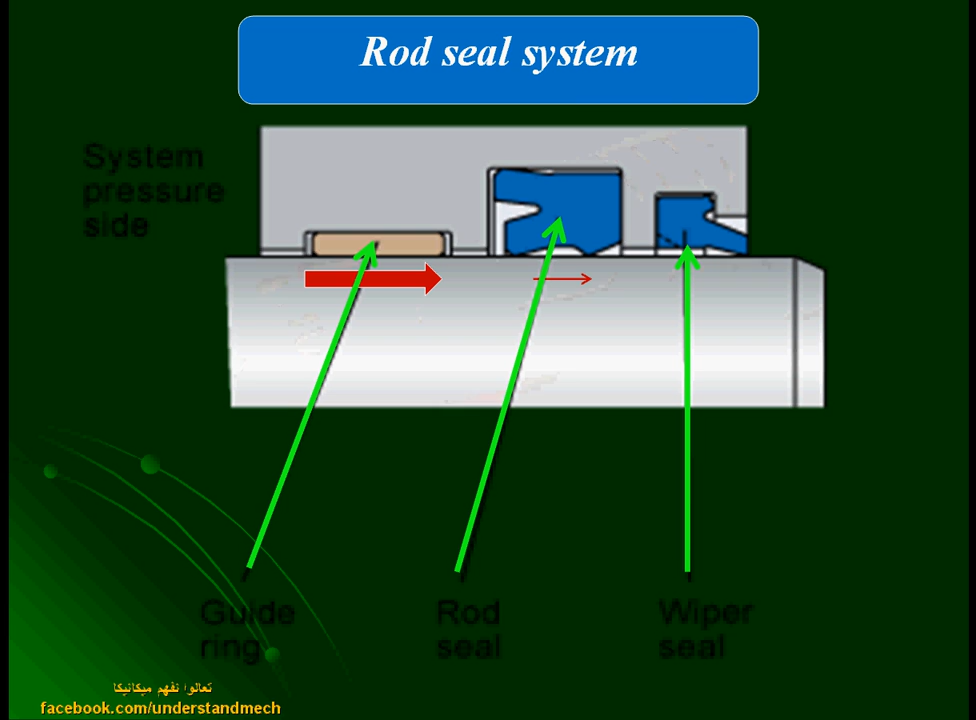 Rod seal system
System
pressure
side
Guide
ring
Rod
seal
Wiper
seal
تعالوا نفهم ميكانيكا
facebook.com/understandmech